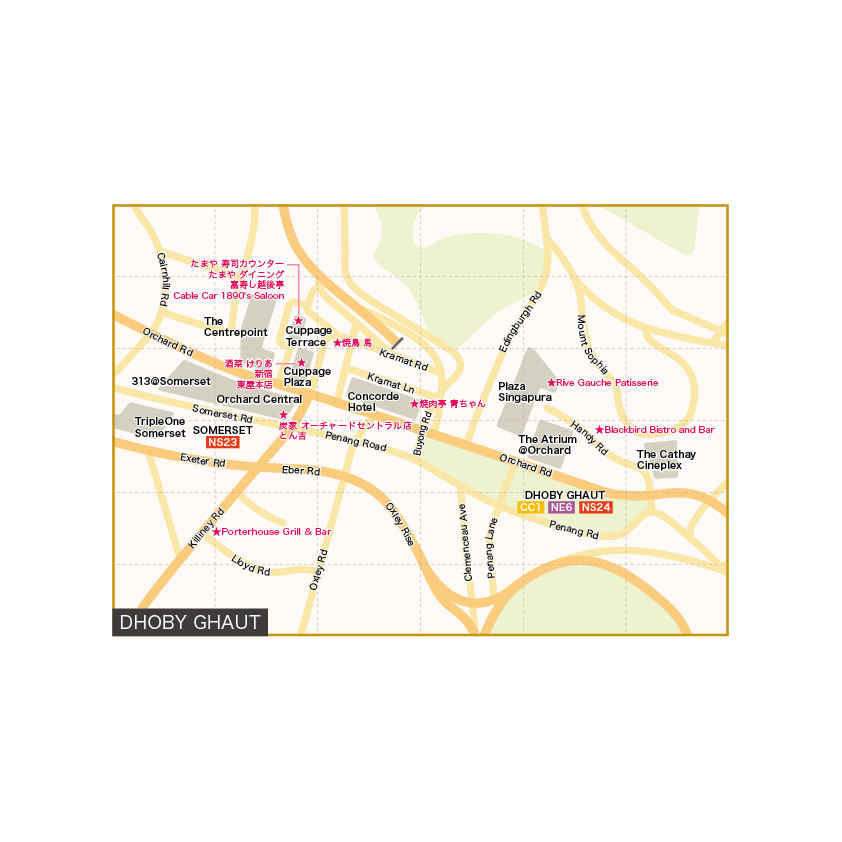 たまや 寿司カウンター
たまや ダイニング
富寿し越後亭
Cable Car 1890's Saloon
Cairnhill Rd
The
Centrepoint
Cuppage
Terrace
焼鳥 馬
Orchard Rd
Kramat Rd
Edingburgh Rd
Mount Sophia
酒菜 けりあ
新宿
東屋本店
Cuppage
Plaza
313@Somerset
Kramat Ln
Plaza
Singapura
Rive Gauche Patisserie
Orchard Central
Concorde
Hotel
焼肉亭 青ちゃん
Somerset Rd
TripleOne
Somerset
SOMERSET
NS23
炭家 オーチャードセントラル店
とん吉
Penang Road
Buyong Rd
Handy Rd
Blackbird Bistro and Bar
The Atrium
@Orchard
The Cathay
Cineplex
Exeter Rd
Eber Rd
Orchard Rd
DHOBY GHAUT
CC1 NE6 NS24
Killiney Rd
Porterhouse Grill & Bar
Oxley Rise
Clemenceau Ave
Penang Lane
Penang Rd
Lloyd Rd
Oxley Rd
DHOBY GHAUT